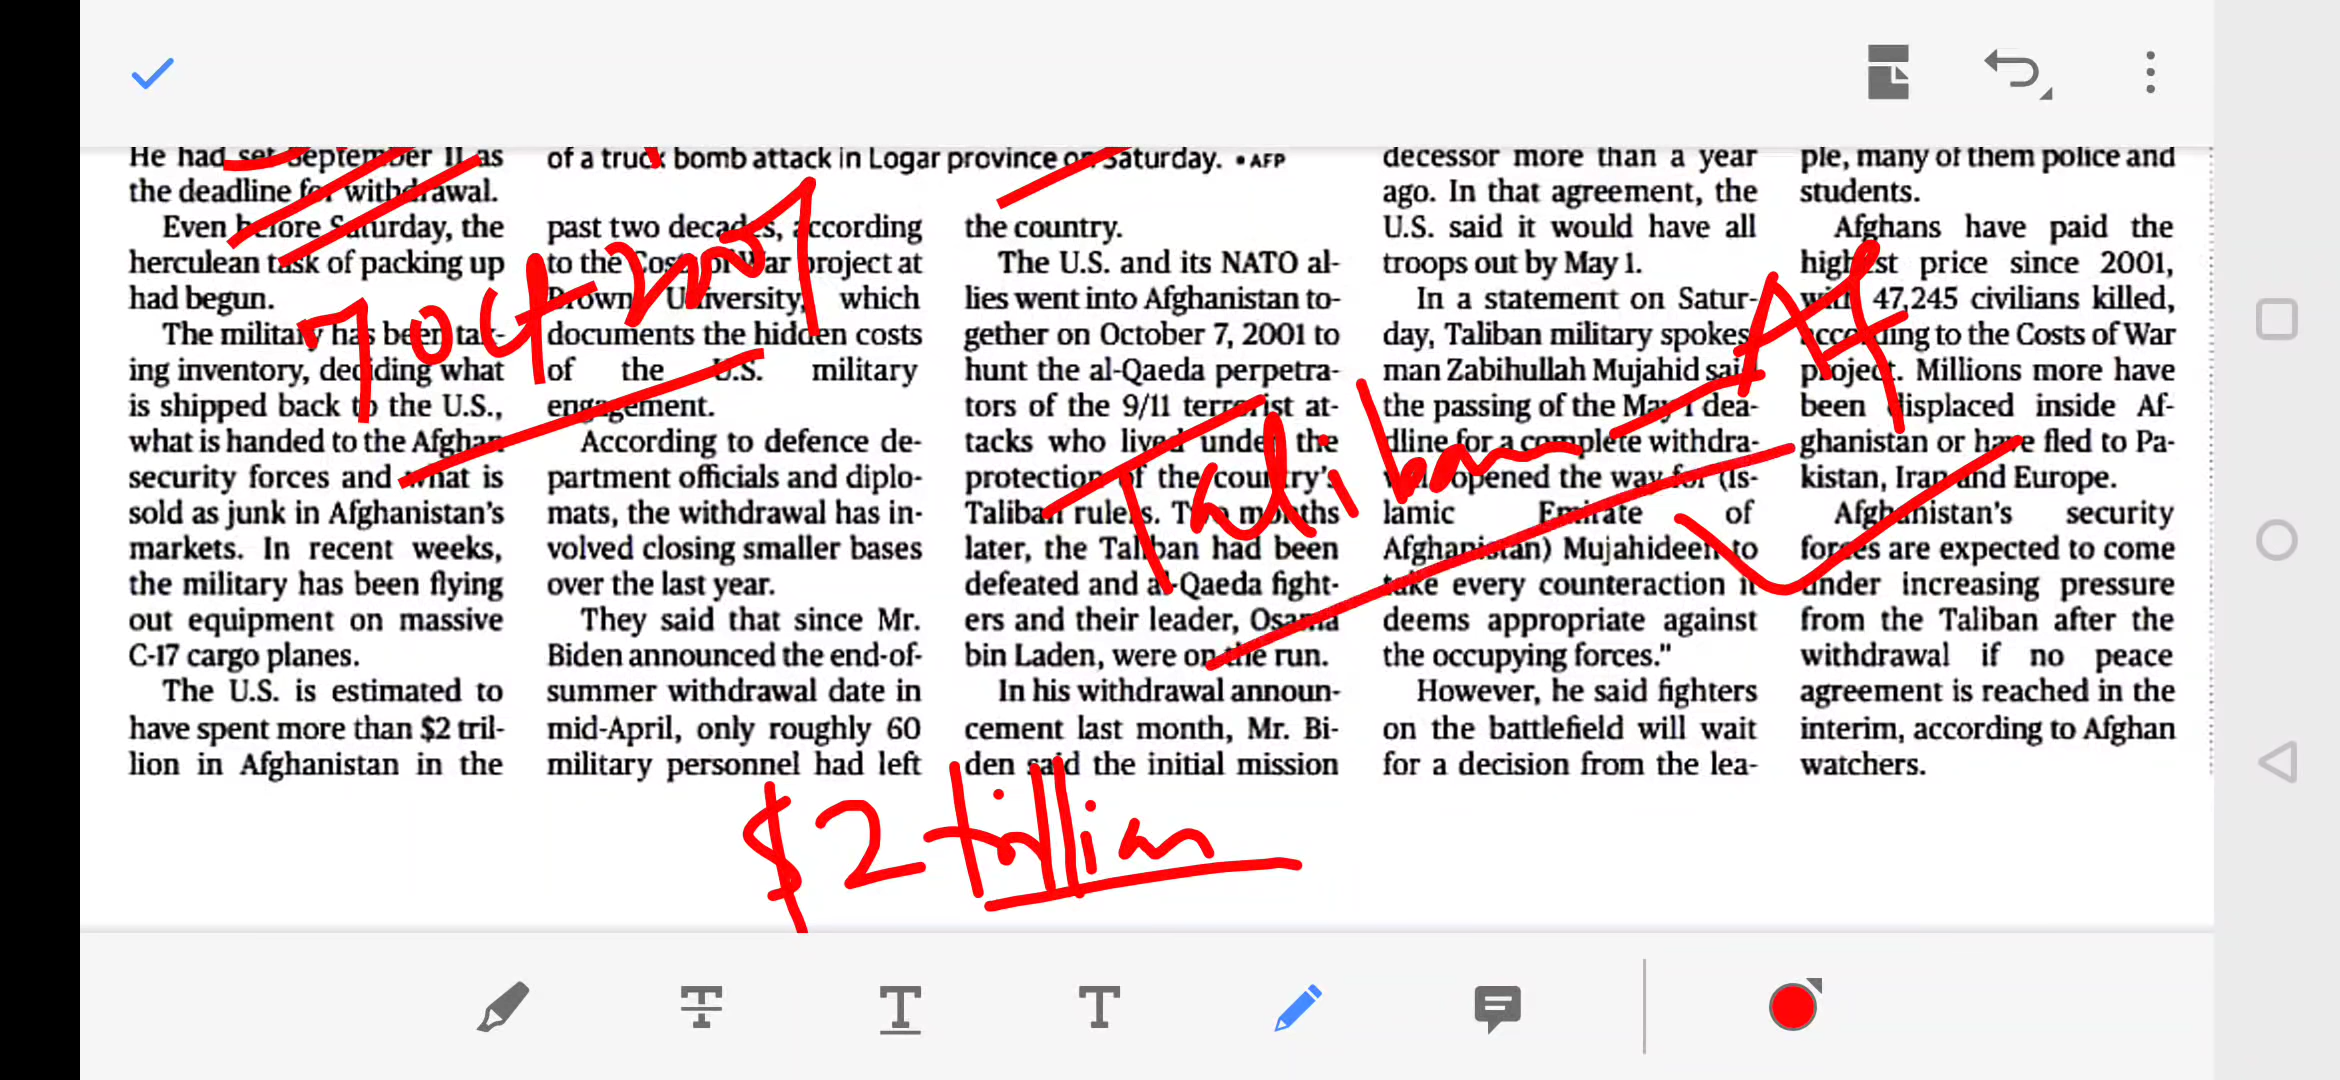 He had set September 11 as
the deadline for withdrawal.
Even before Saturday, the
herculean task of packing up
had begun.
The military has been tak-
ing inventory, deciding what
is shipped back to the U.S.,
what is handed to the Afghan
security forces and what is
sold as junk in Afghanistan's
markets. In recent weeks,
the military has been flying
out equipment on massive
C-17 cargo planes.
The U.S. is estimated to
have spent more than $2 tril-
lion in Afghanistan in the
of a truck bomb attack in Logar province on Saturday. • AFP
past two decades, according
to the Costs of War project at
Brown University, which
documents the hidden costs
of the U.S. military
engagement.
According to defence de-
partment officials and diplo-
mats, the withdrawal has in-
volved closing smaller bases
over the last year.
They said that since Mr.
Biden announced the end-of-
summer withdrawal date in
mid-April, only roughly 60
military personnel had left
the country.
The U.S. and its NATO al-
lies went into Afghanistan to-
gether on October 7, 2001 to
hunt the al-Qaeda perpetra-
tors of the 9/11 terrorist at-
tacks who lived under the
protection of the country's
Taliban rulers. Two months
later, the Taliban had been
defeated and al-Qaeda fight-
ers and their leader, Osama
bin Laden, were on the run.
In his withdrawal announ-
cement last month, Mr. Bi-
den said the initial mission
decessor more than a year
ago. In that agreement, the
U.S. said it would have all
troops out by May 1.
In a statement on Satur-
day, Taliban military spokes-
man Zabihullah Mujahid said
the passing of the May 1 dea-
dline for a complete withdra-
wal opened the way for (Is-
lamic Emirate of
Afghanistan) Mujahideen to
take every counteraction it
deems appropriate against
the occupying forces."
However, he said fighters
on the battlefield will wait
for a decision from the lea-
ple, many of them police and
students.
Afghans have paid the
highest price since 2001,
with 47,245 civilians killed,
according to the Costs of War
project. Millions more have
been displaced inside Af-
ghanistan or have fled to Pa-
kistan, Iran and Europe.
Afghanistan's security
forces are expected to come
under increasing pressure
from the Taliban after the
withdrawal if no peace
agreement is reached in the
interim, according to Afghan
watchers.
7 Oct 2001
Taliban - Af
$2 trillion